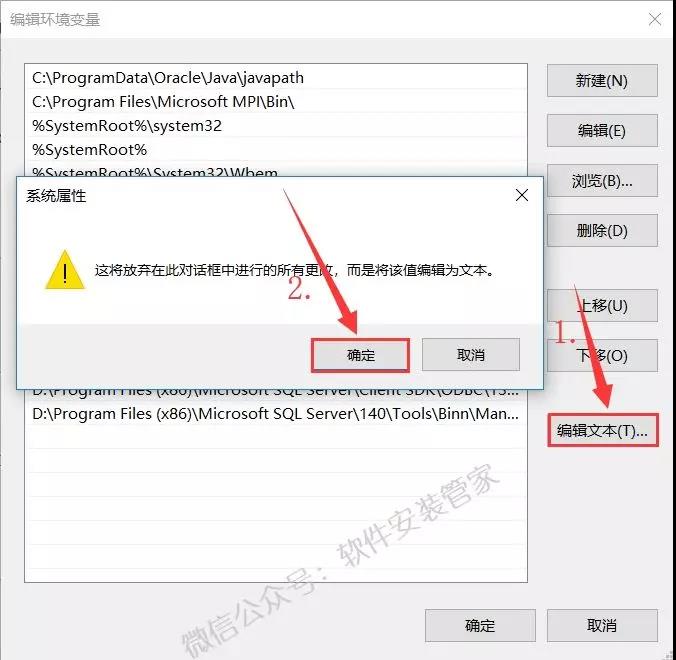 编辑环境变量
C:\ProgramData\Oracle\Java\javapath
新建(N)
C:\Program Files\Microsoft MPI\Bin\
%SystemRoot%\system32
编辑(E)
%SystemRoot%
%SystemRoot%\System32\Wbem
浏览(B)...
系统属性
删除(D)
这将放弃在此对话框中进行的所有更改，而是将该值编辑为文本。
2.
上移(U)
1.
确定
取消
下移(O)
D:\Program Files (x86)\Microsoft SQL Server\Client SDK\ODBC\13...
D:\Program Files (x86)\Microsoft SQL Server\140\Tools\Binn\Man...
编辑文本(T)...
微信公众号：软件安装管家
确定
取消